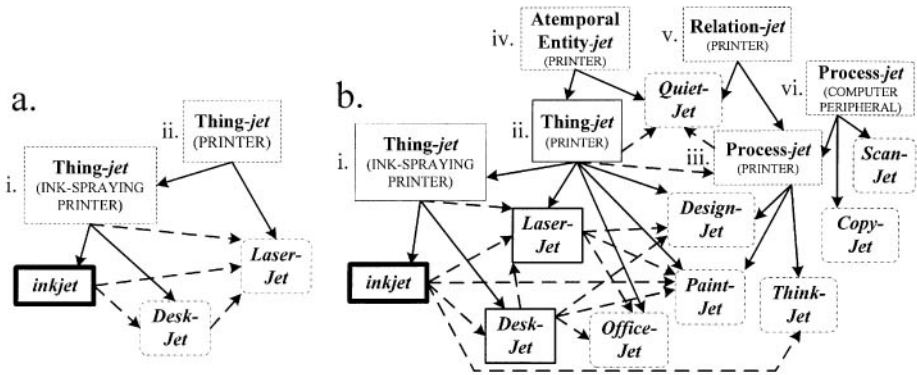 a.
i.
Thing-jet
(INK-SPRAYING
PRINTER)
ii.
Thing-jet
(PRINTER)
inkjet
Desk-
Jet
Laser-
Jet
b.
i.
Thing-jet
(INK-SPRAYING
PRINTER)
ii.
Thing-jet
(PRINTER)
iii.
Process-jet
(PRINTER)
iv.
Atemporal
Entity-jet
(PRINTER)
v.
Relation-jet
(PRINTER)
vi.
Process-jet
(COMPUTER
PERIPHERAL)
Quiet-
Jet
Scan-
Jet
Copy-
Jet
Design-
Jet
Laser-
Jet
inkjet
Desk-
Jet
Office-
Jet
Paint-
Jet
Think-
Jet